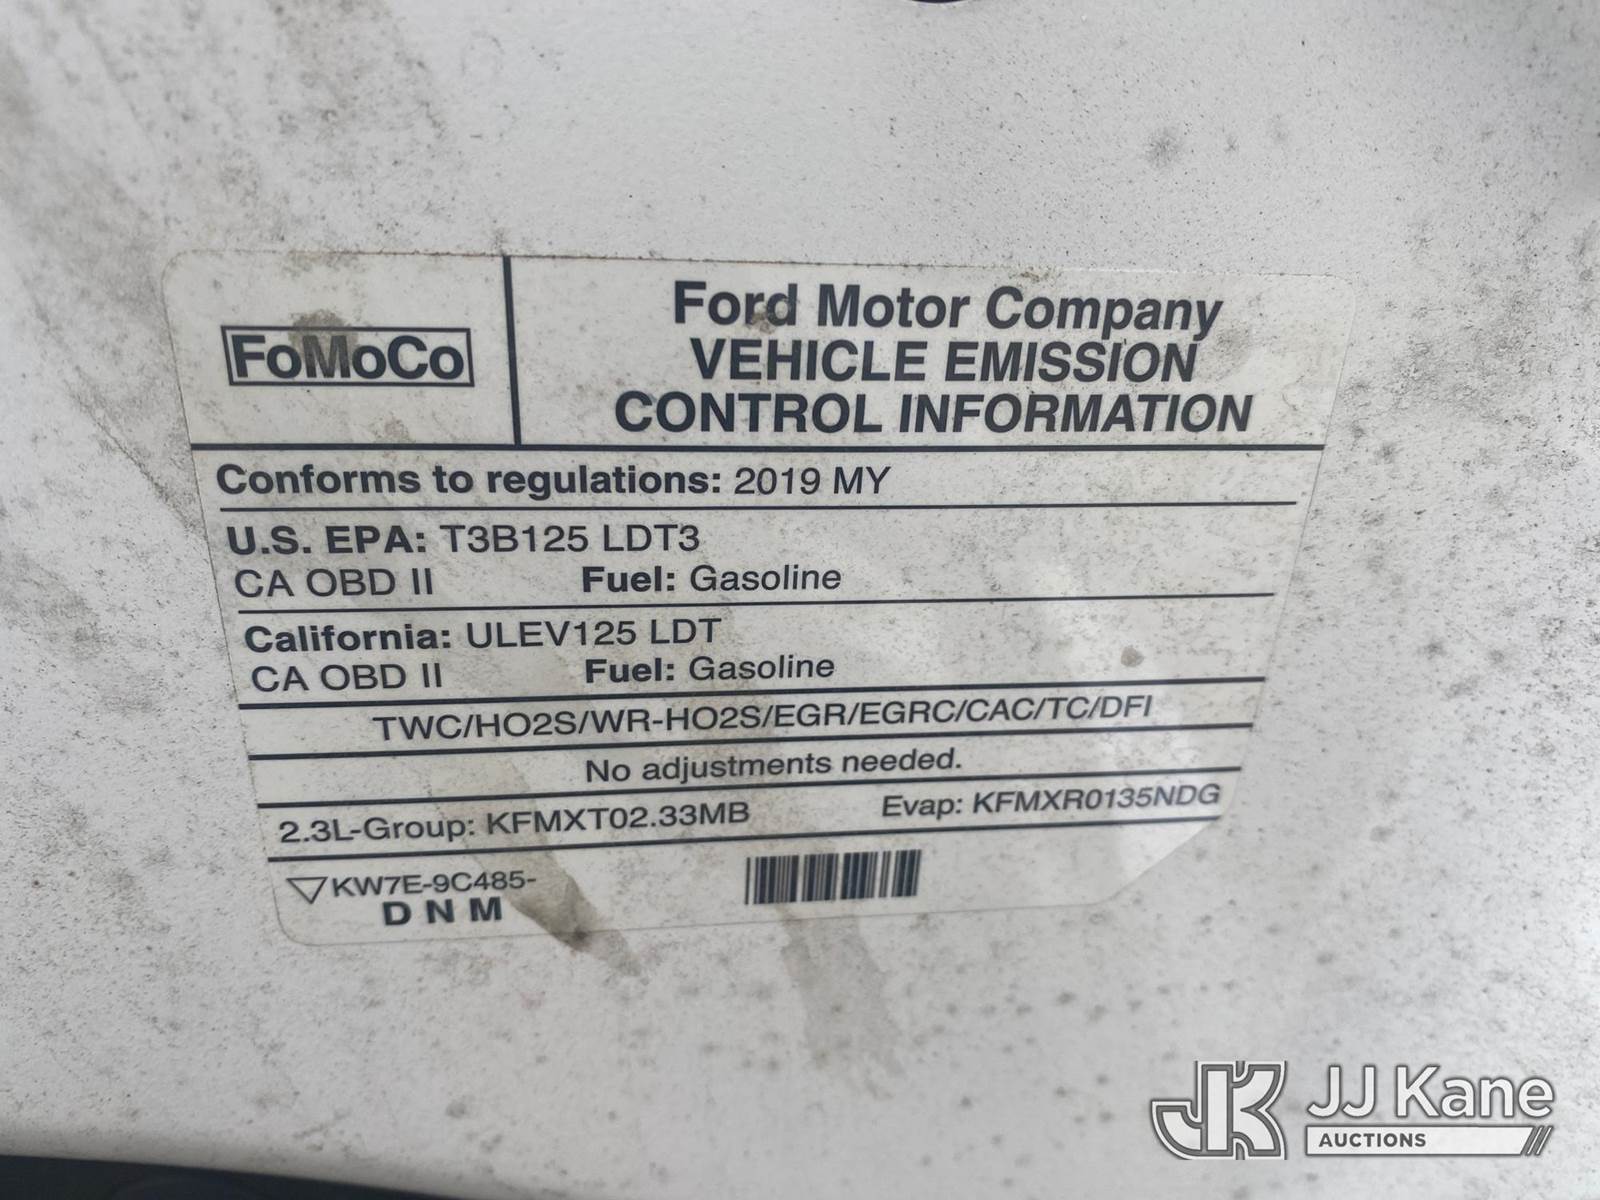 FoMoCo
Ford Motor Company
VEHICLE EMISSION
CONTROL INFORMATION
Conforms to regulations: 2019 MY
U.S. EPA: T3B125 LDT3
CA OBD II Fuel: Gasoline
California: ULEV125 LDT
CA OBD II Fuel: Gasoline
TWC/HO2S/WR-HO2S/EGR/EGRC/CAC/TC/DFI
No adjustments needed.
2.3L-Group: KFMXT02.33MB Evap: KFMXR0135NDG
KW7E-9C485-
D N M
JK JJ Kane
AUCTIONS